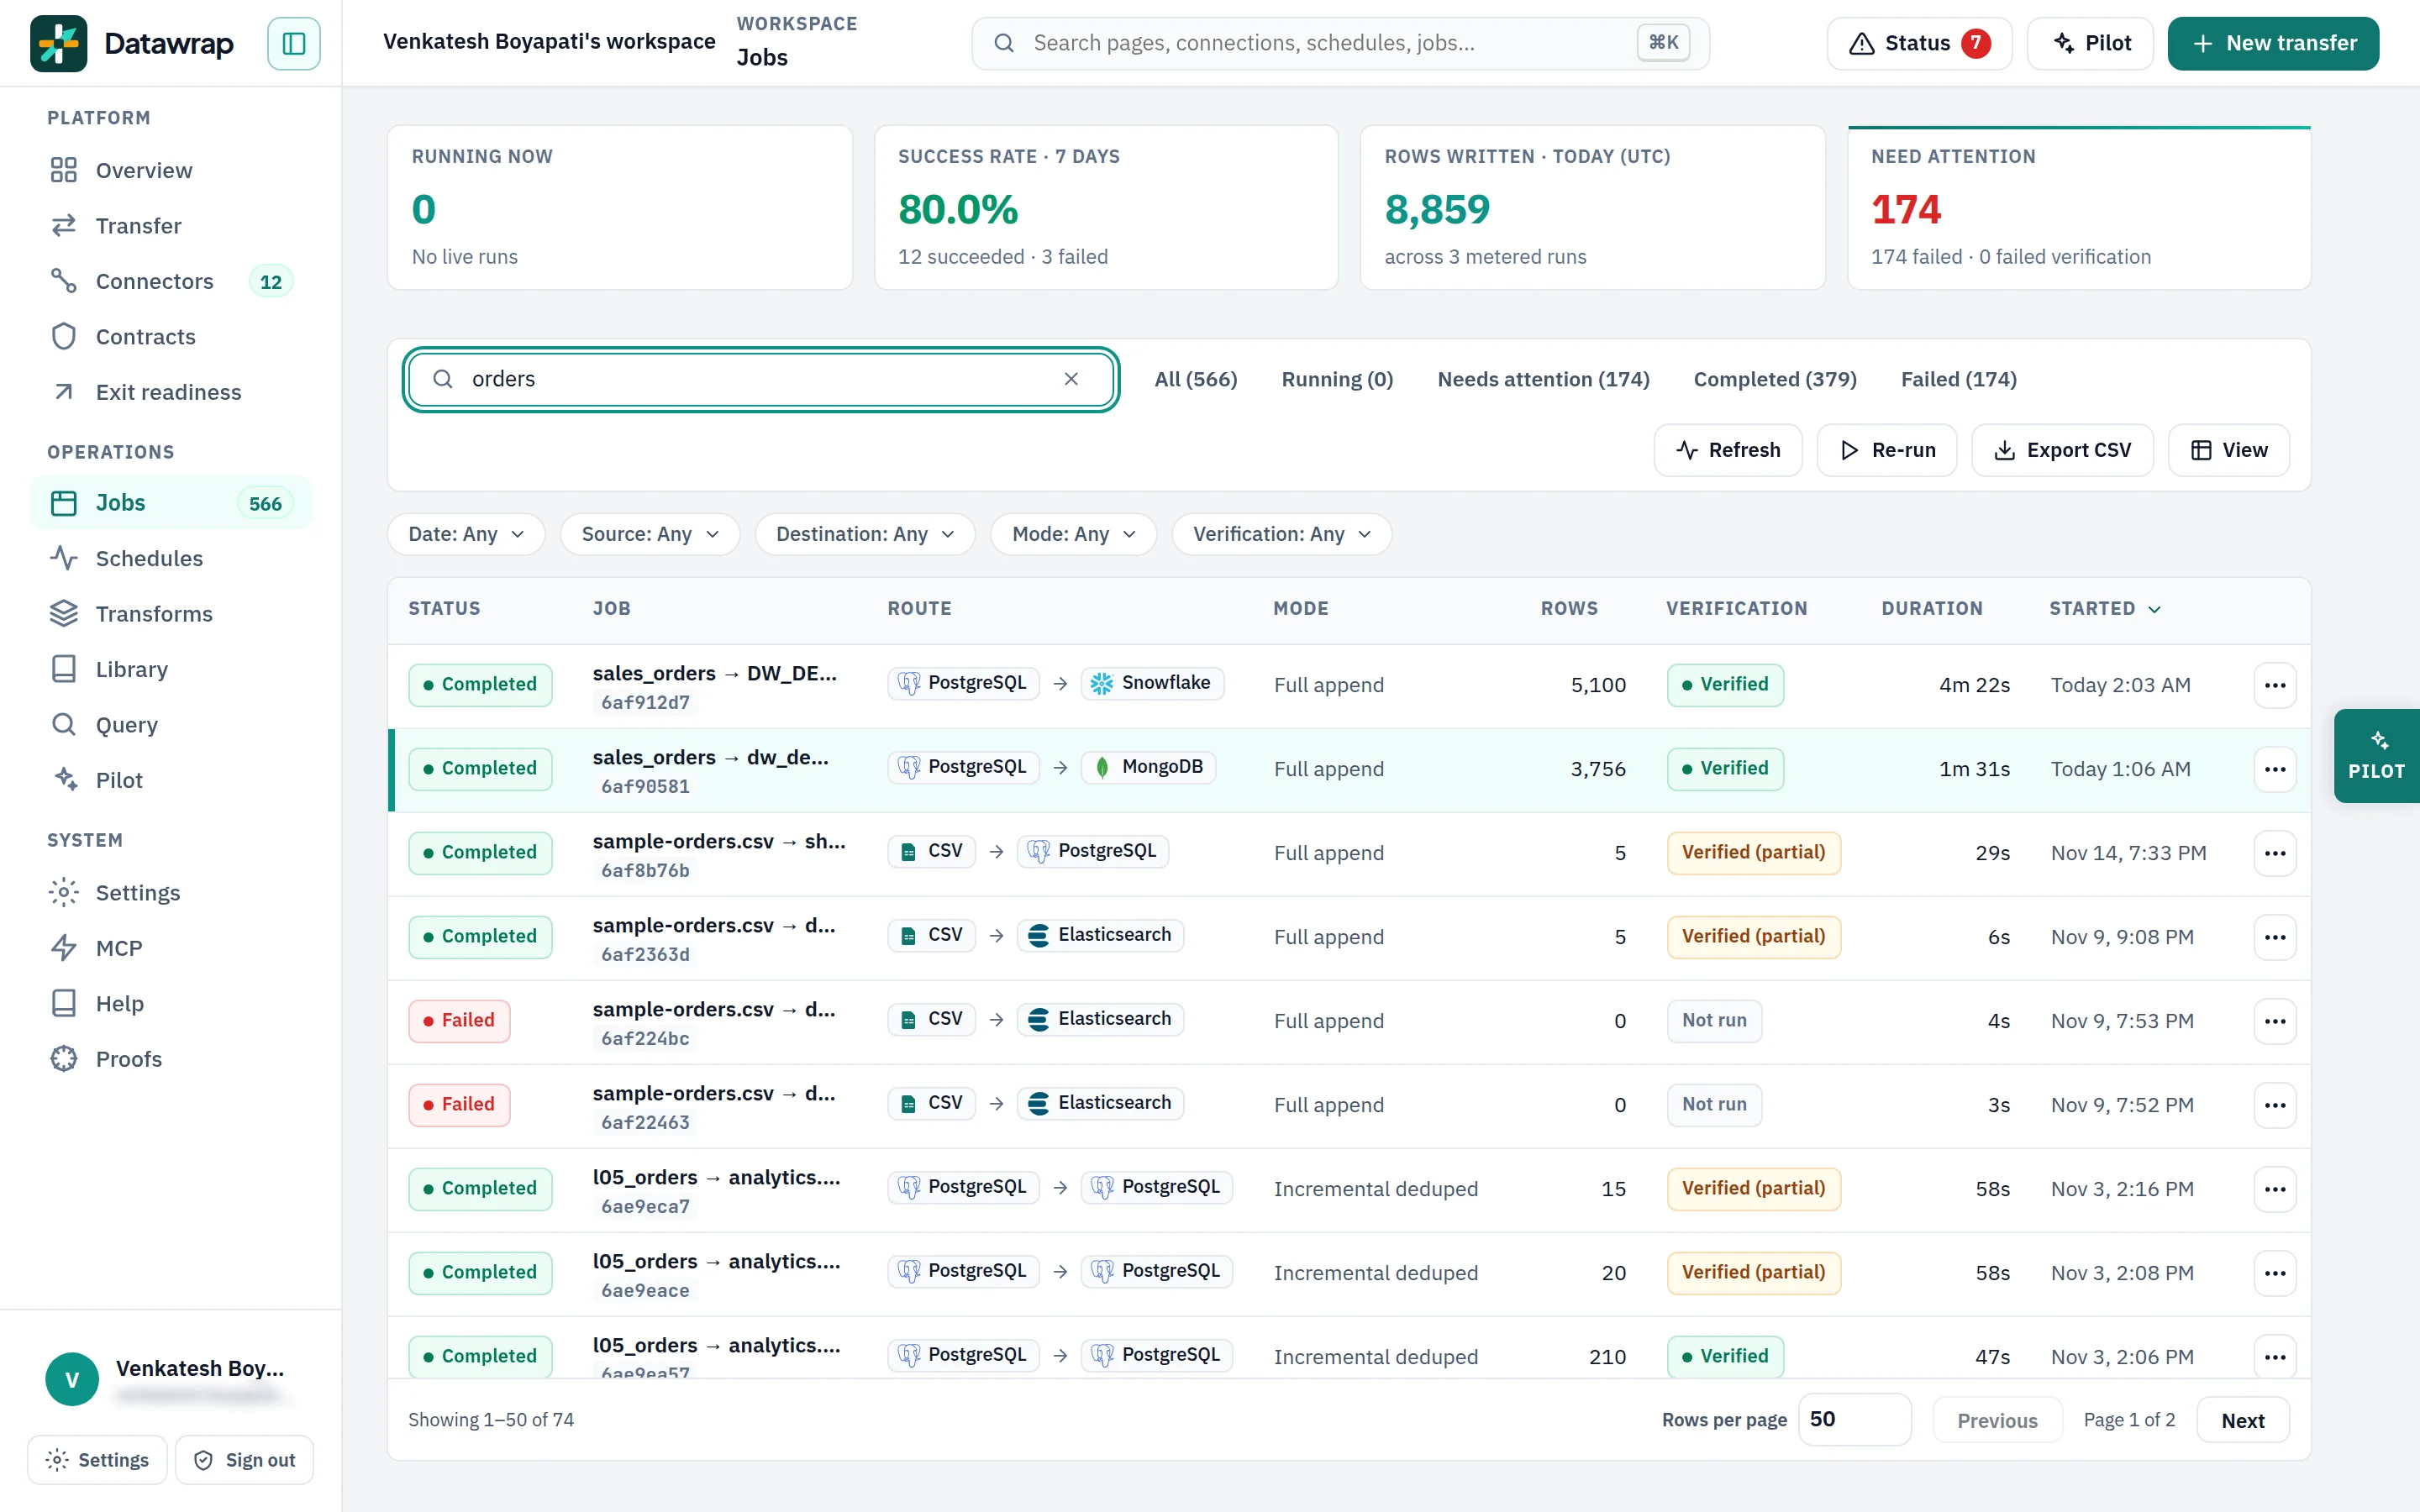 Datawrap
Venkatesh Boyapati's workspace
WORKSPACE
Jobs
Search pages, connections, schedules, jobs...
⌘K
Status 7
Pilot
New transfer
PLATFORM
Overview
Transfer
Connectors 12
Contracts
Exit readiness
OPERATIONS
Jobs 566
Schedules
Transforms
Library
Query
Pilot
SYSTEM
Settings
MCP
Help
Proofs
V
Venkatesh Boy...
Settings
Sign out
RUNNING NOW
0
No live runs
SUCCESS RATE · 7 DAYS
80.0%
12 succeeded · 3 failed
ROWS WRITTEN · TODAY (UTC)
8,859
across 3 metered runs
NEED ATTENTION
174
174 failed · 0 failed verification
orders
All (566) Running (0) Needs attention (174) Completed (379) Failed (174)
Refresh Re-run Export CSV View
Date: Any Source: Any Destination: Any Mode: Any Verification: Any
STATUS JOB ROUTE MODE ROWS VERIFICATION DURATION STARTED
Completed sales_orders → DW_DE... PostgreSQL → Snowflake Full append 5,100 Verified 4m 22s Today 2:03 AM
6af912d7
Completed sales_orders → dw_de... PostgreSQL → MongoDB Full append 3,756 Verified 1m 31s Today 1:06 AM
6af90581
Completed sample-orders.csv → sh... CSV → PostgreSQL Full append 5 Verified (partial) 29s Nov 14, 7:33 PM
6af8b76b
Completed sample-orders.csv → d... CSV → Elasticsearch Full append 5 Verified (partial) 6s Nov 9, 9:08 PM
6af2363d
Failed sample-orders.csv → d... CSV → Elasticsearch Full append 0 Not run 4s Nov 9, 7:53 PM
6af224bc
Failed sample-orders.csv → d... CSV → Elasticsearch Full append 0 Not run 3s Nov 9, 7:52 PM
6af22463
Completed l05_orders → analytics.... PostgreSQL → PostgreSQL Incremental deduped 15 Verified (partial) 58s Nov 3, 2:16 PM
6ae9eca7
Completed l05_orders → analytics.... PostgreSQL → PostgreSQL Incremental deduped 20 Verified (partial) 58s Nov 3, 2:08 PM
6ae9eace
Completed l05_orders → analytics.... PostgreSQL → PostgreSQL Incremental deduped 210 Verified 47s Nov 3, 2:06 PM
6ae9ea57
Showing 1–50 of 74
Rows per page 50 Previous Page 1 of 2 Next
PILOT